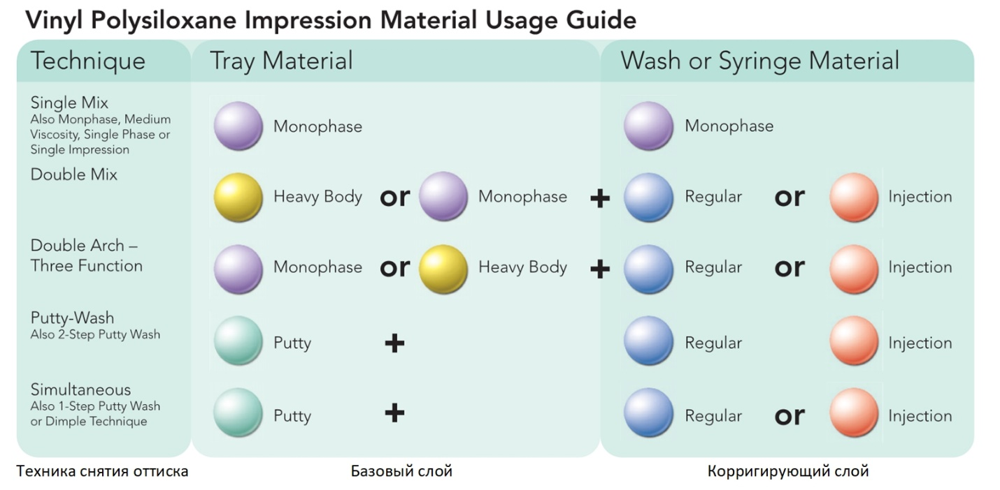 Vinyl Polysiloxane Impression Material Usage Guide
Technique Tray Material Wash or Syringe Material
Single Mix
Also Monphase, Medium
Viscosity, Single Phase or
Single Impression
Monophase Monophase
Double Mix
Heavy Body or Monophase + Regular or Injection
Double Arch –
Three Function
Monophase or Heavy Body + Regular or Injection
Putty-Wash
Also 2-Step Putty Wash
Putty + Regular Injection
Simultaneous
Also 1-Step Putty Wash
or Dimple Technique
Putty + Regular or Injection
Техника снятия оттиска Базовый слой Корригирующий слой